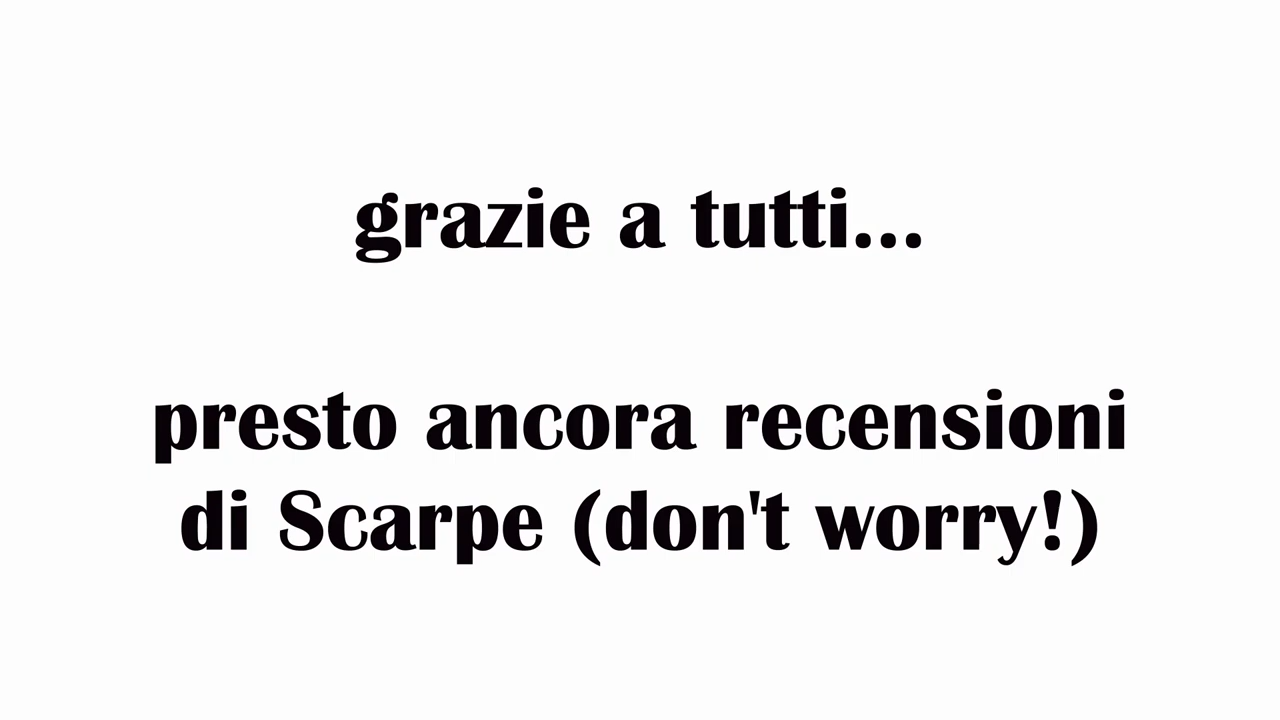 grazie a tutti...
presto ancora recensioni
di Scarpe (don't worry!)